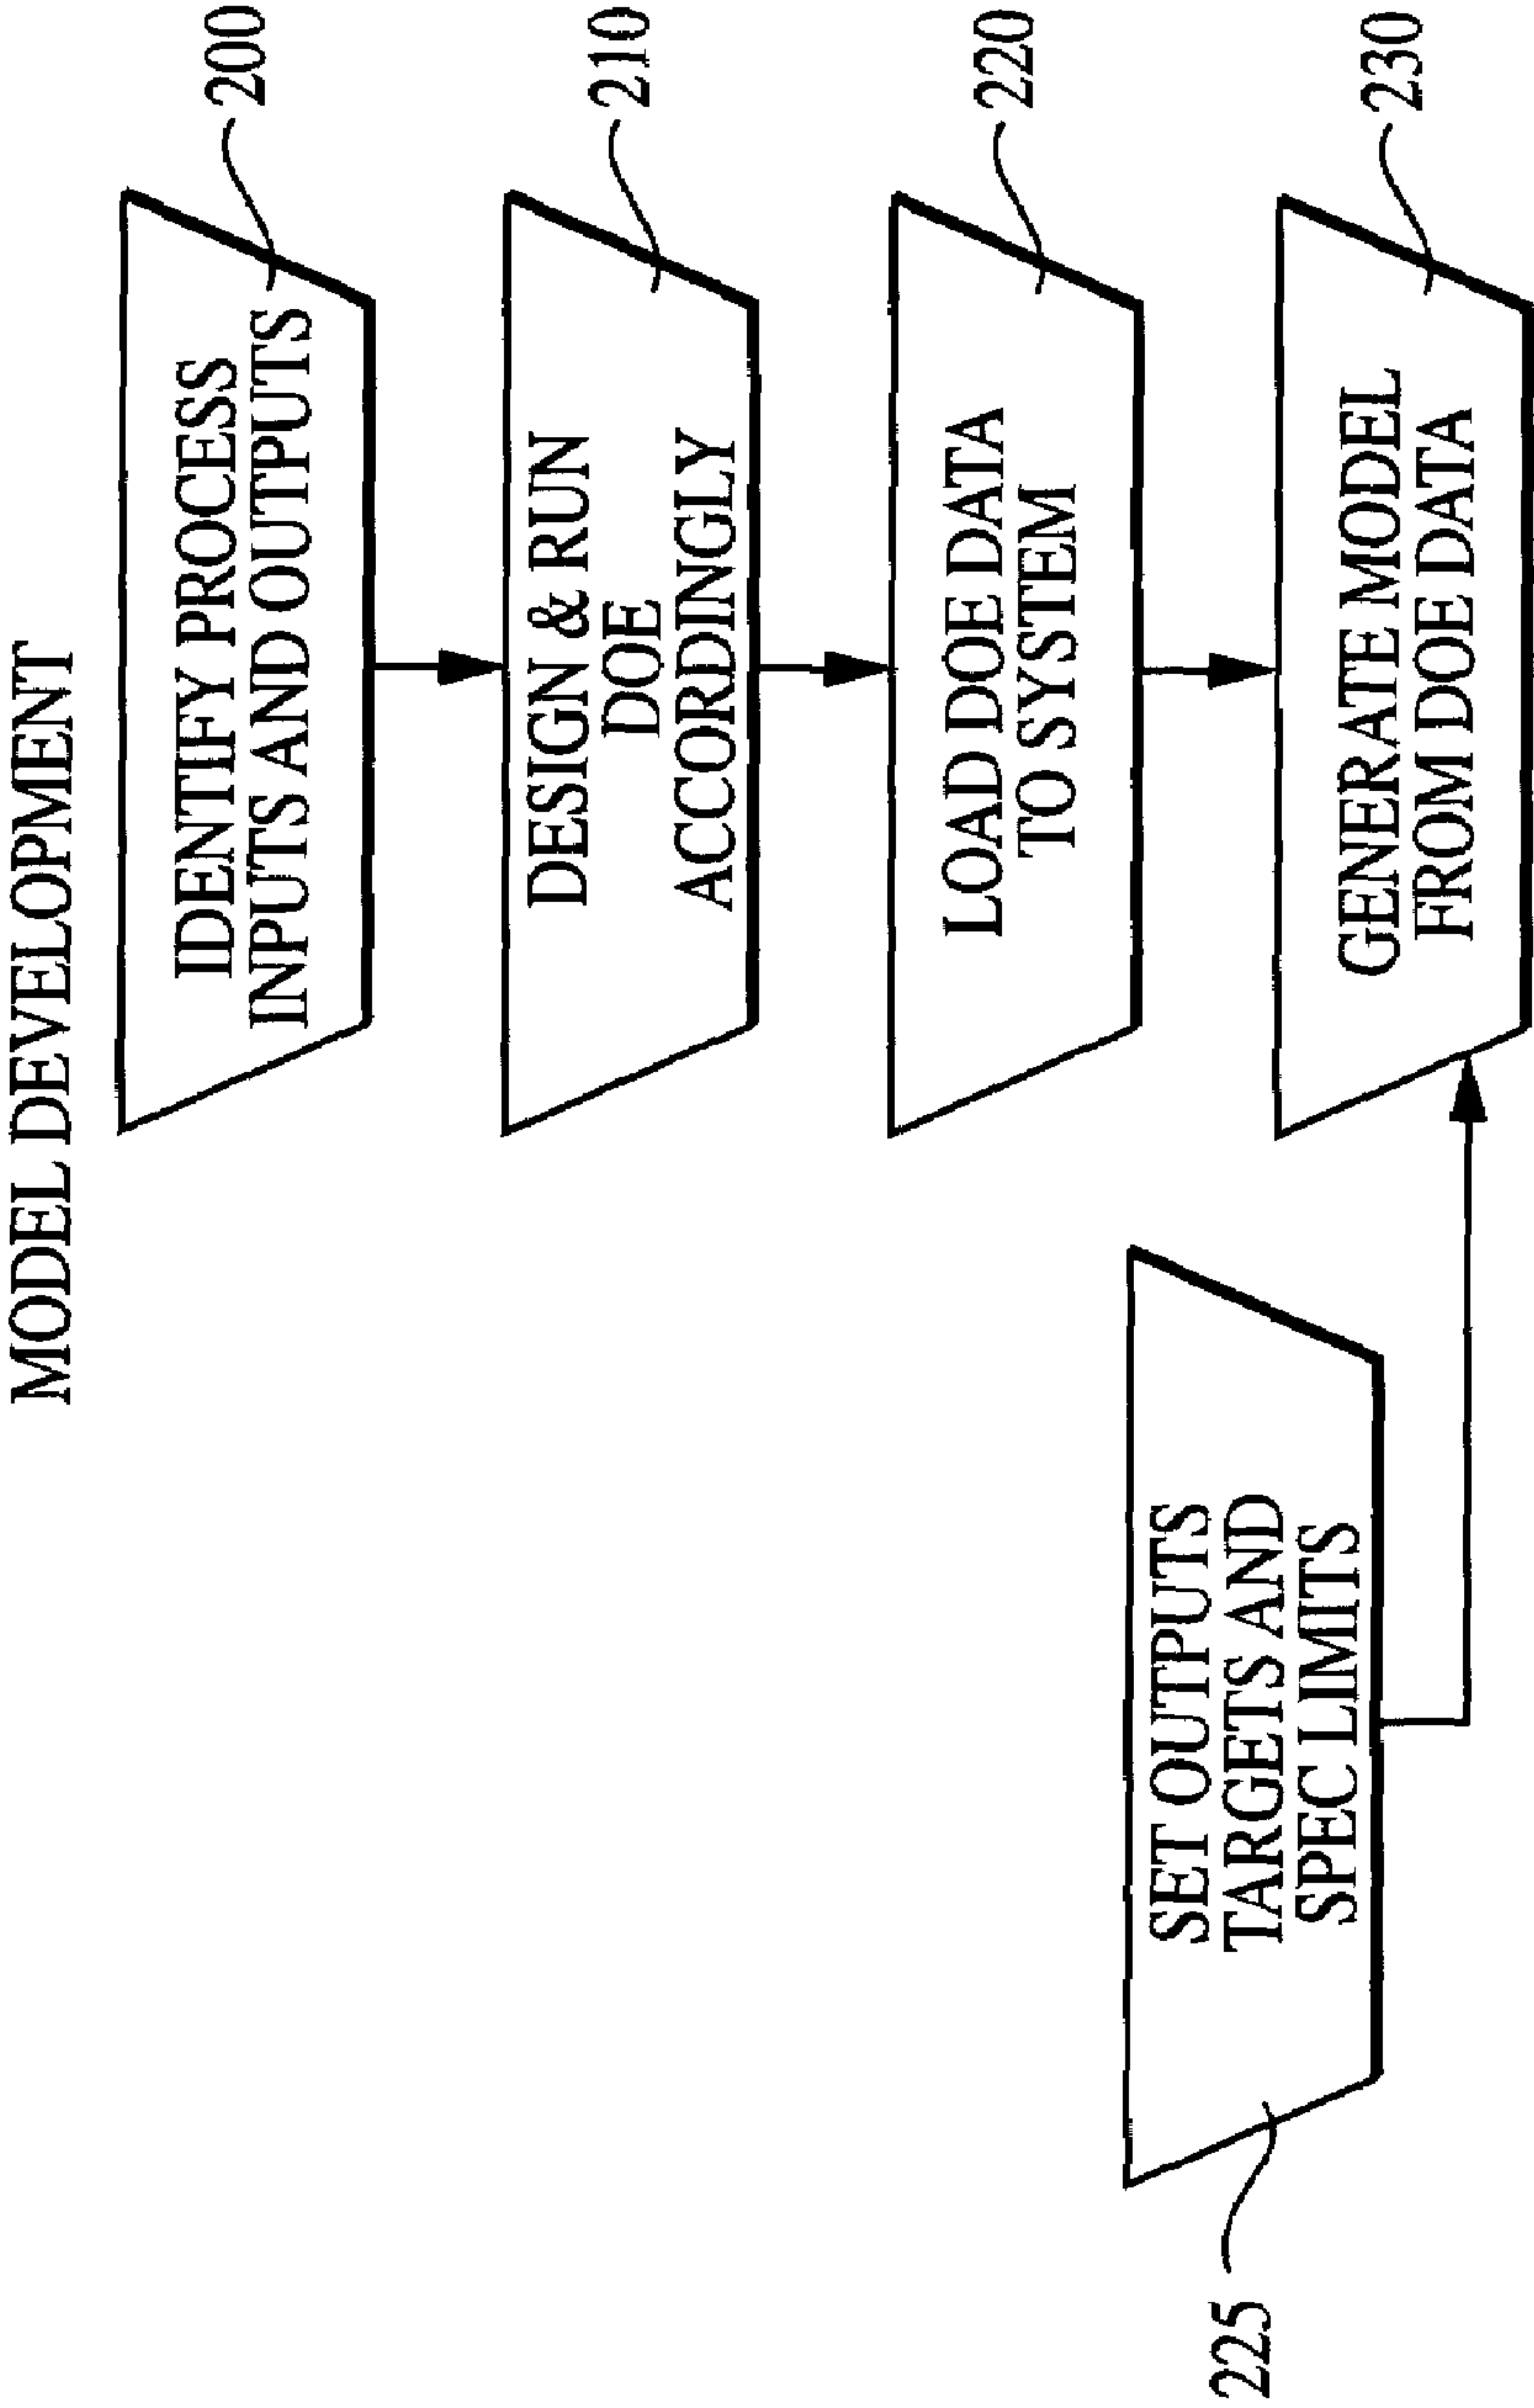 MODEL DEVELOPMENT
IDENTIFY PROCESS
INPUTS AND OUTPUTS
200
DESIGN & RUN
DOE
ACCORDINGLY
210
LOAD DOE DATA
TO SYSTEM
220
SET OUTPUTS
TARGETS AND
SPEC LIMITS
225
GENERATE MODEL
FROM DOE DATA
230